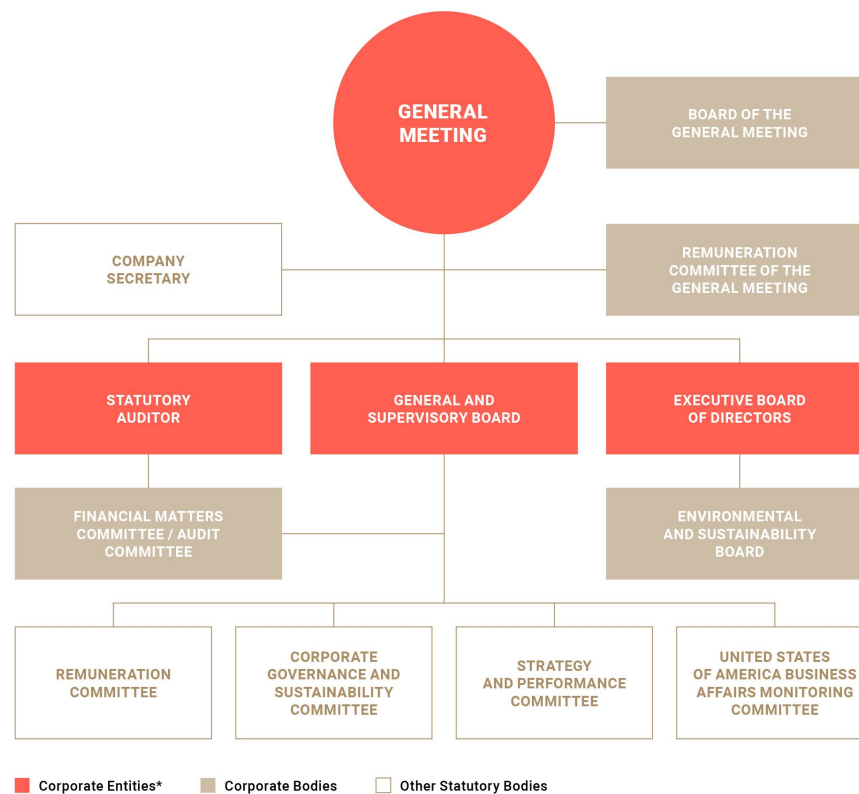 GENERAL
MEETING
BOARD OF THE
GENERAL MEETING
COMPANY
SECRETARY
REMUNERATION
COMMITTEE OF THE
GENERAL MEETING
STATUTORY
AUDITOR
GENERAL AND
SUPERVISORY BOARD
EXECUTIVE BOARD
OF DIRECTORS
FINANCIAL MATTERS
COMMITTEE / AUDIT
COMMITTEE
ENVIRONMENTAL
AND SUSTAINABILITY
BOARD
REMUNERATION
COMMITTEE
CORPORATE
GOVERNANCE AND
SUSTAINABILITY
COMMITTEE
STRATEGY
AND PERFORMANCE
COMMITTEE
UNITED STATES
OF AMERICA BUSINESS
AFFAIRS MONITORING
COMMITTEE
Corporate Entities* Corporate Bodies Other Statutory Bodies